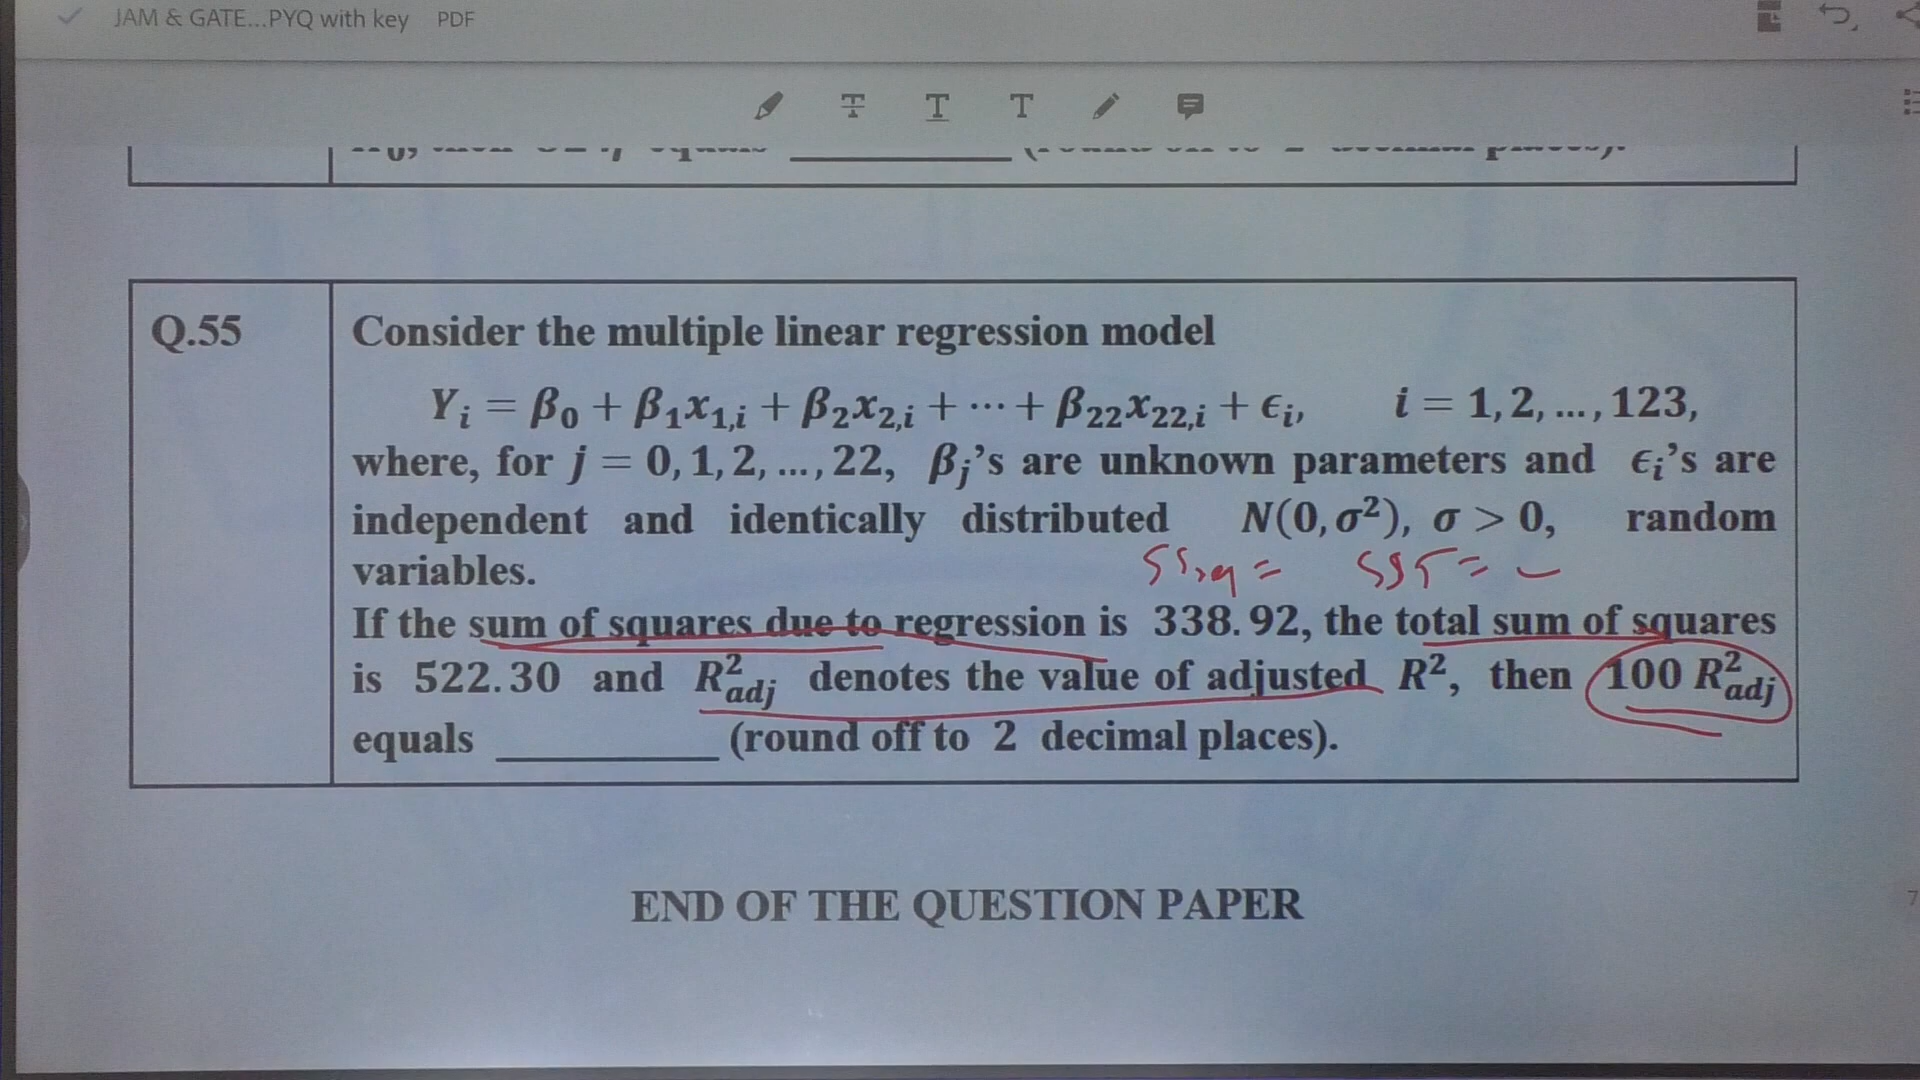 JAM & GATE...PYQ with key PDF
Q.55
Consider the multiple linear regression model
Yᵢ = β₀ + β₁x₁,ᵢ + β₂x₂,ᵢ + ⋯ + β₂₂x₂₂,ᵢ + ϵᵢ, i = 1, 2, ..., 123,
where, for j = 0, 1, 2, ..., 22, βⱼ's are unknown parameters and ϵᵢ's are
independent and identically distributed N(0, σ²), σ > 0, random
variables.
SST =
If the sum of squares due to regression is 338.92, the total sum of squares
is 522.30 and R²adj denotes the value of adjusted R², then 100 R²adj
equals ________ (round off to 2 decimal places).
END OF THE QUESTION PAPER